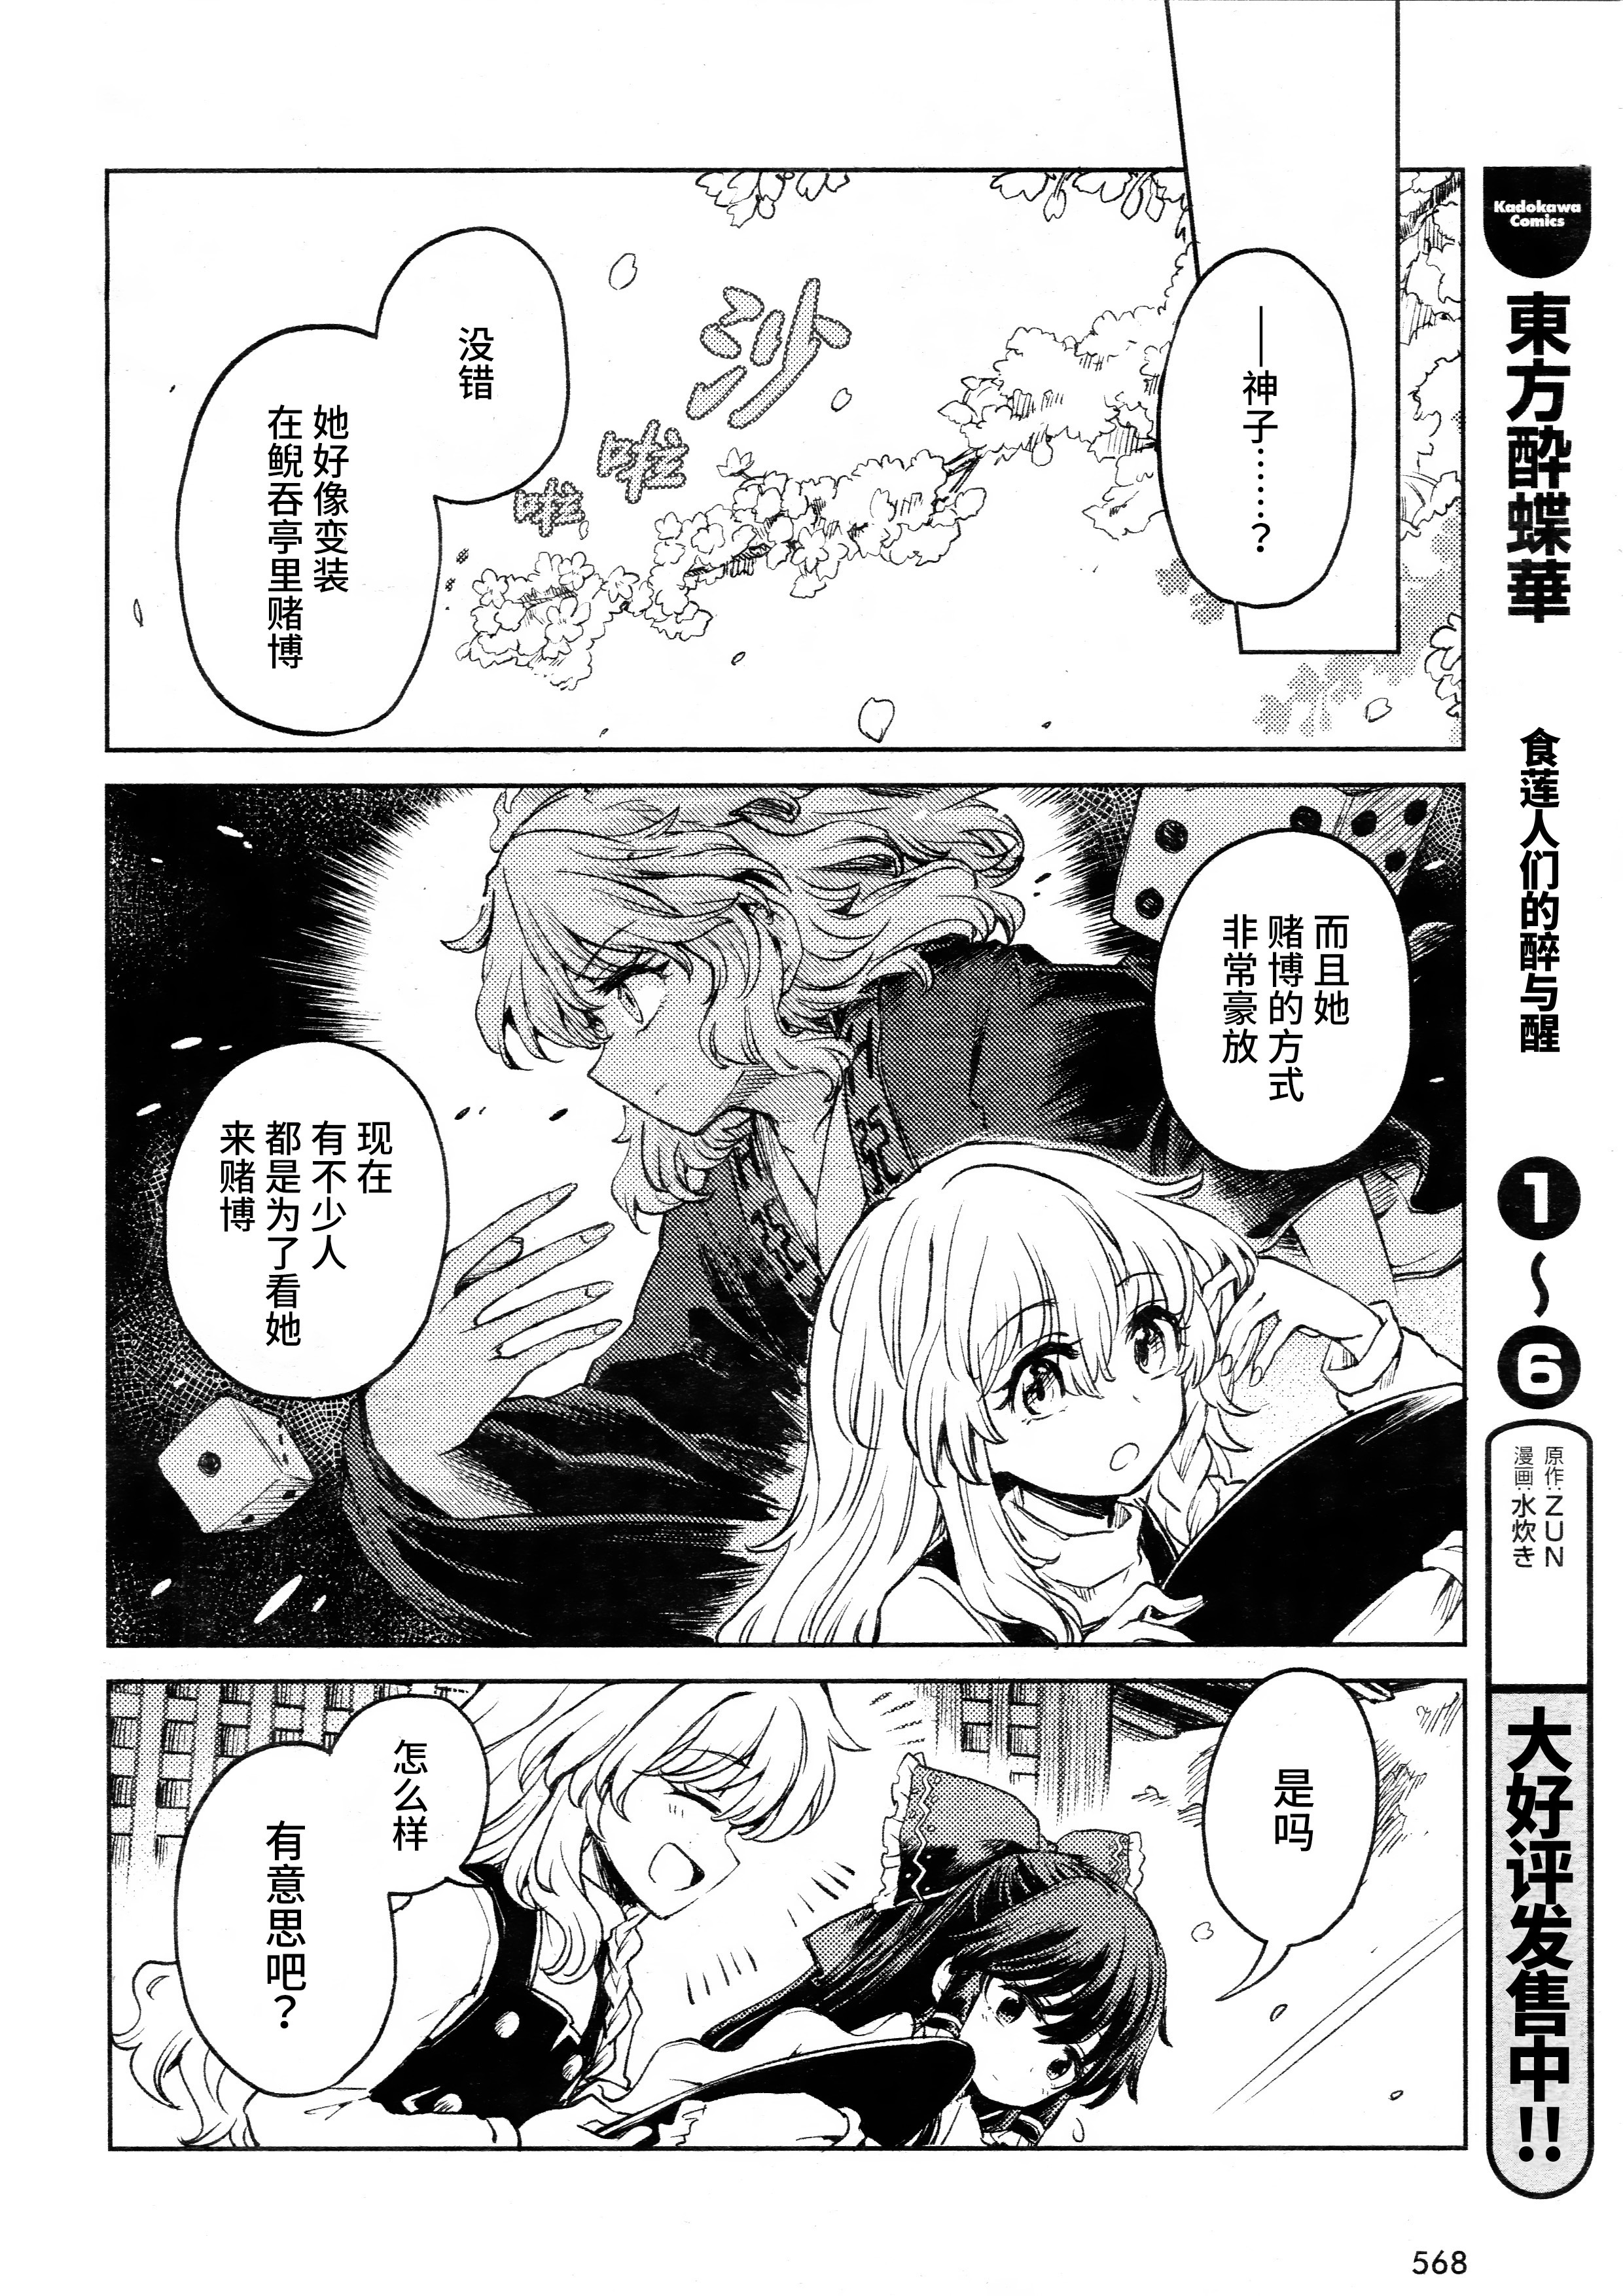 ——神子……？
沙
啦
啦
没错
她好像变装
在鲵吞亭里赌博
而且她
赌博的方式
非常豪放
现在
有不少人
都是为了看她
来赌博
是吗
怎么样
有意思吧？
Kadokawa
Comics
東方酔蝶華
食莲人们的醉与醒
1～6
原作：ZUN
漫画：水炊き
大好评发售中!!
568